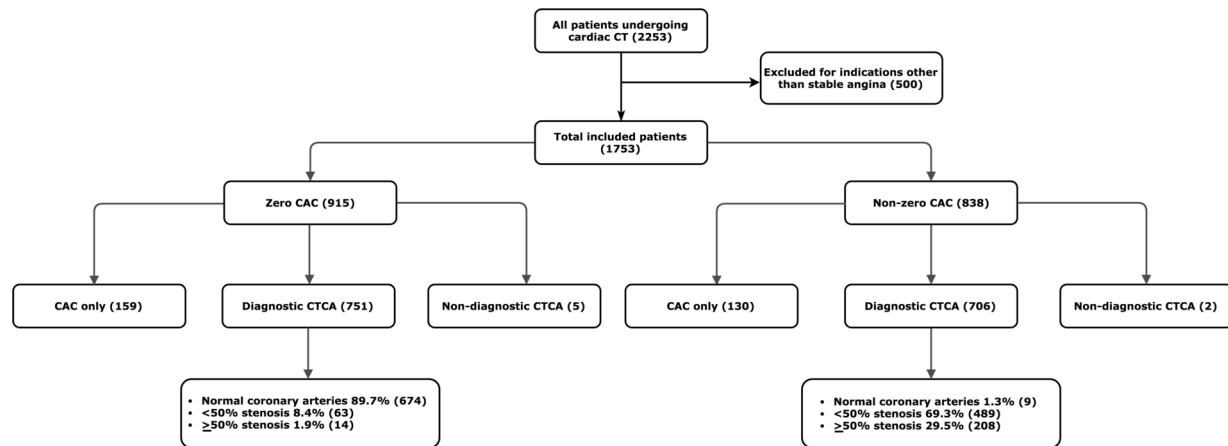 All patients undergoing
cardiac CT (2253)
Excluded for indications other
than stable angina (500)
Total included patients
(1753)
Zero CAC (915)
Non-zero CAC (838)
CAC only (159)
Diagnostic CTCA (751)
Non-diagnostic CTCA (5)
CAC only (130)
Diagnostic CTCA (706)
Non-diagnostic CTCA (2)
• Normal coronary arteries 89.7% (674)
• <50% stenosis 8.4% (63)
• ≥50% stenosis 1.9% (14)
• Normal coronary arteries 1.3% (9)
• <50% stenosis 69.3% (489)
• ≥50% stenosis 29.5% (208)